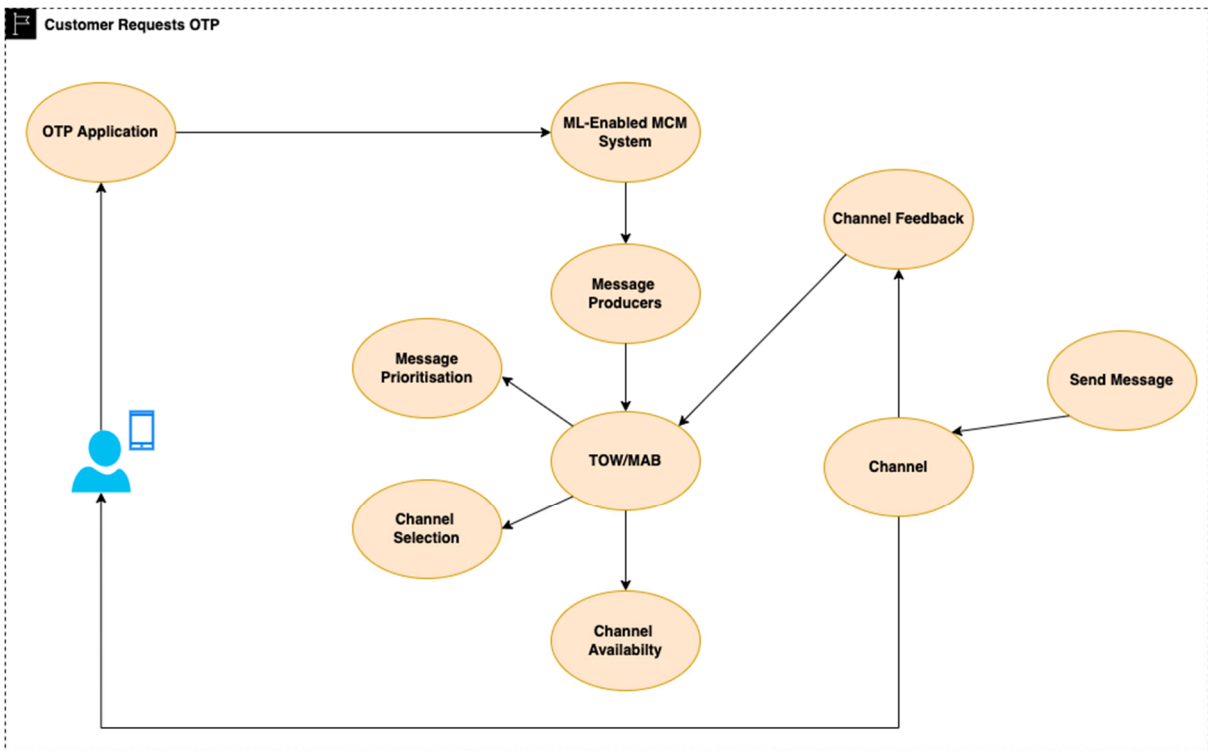 Customer Requests OTP
OTP Application
ML-Enabled MCM
System
Channel Feedback
Message
Producers
Message
Prioritisation
Send Message
TOW/MAB
Channel
Channel
Selection
Channel
Availabilty